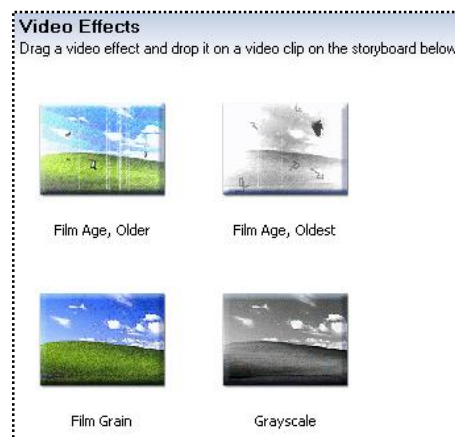 Video Effects
Drag a video effect and drop it on a video clip on the storyboard below
Film Age, Older
Film Age, Oldest
Film Grain
Grayscale